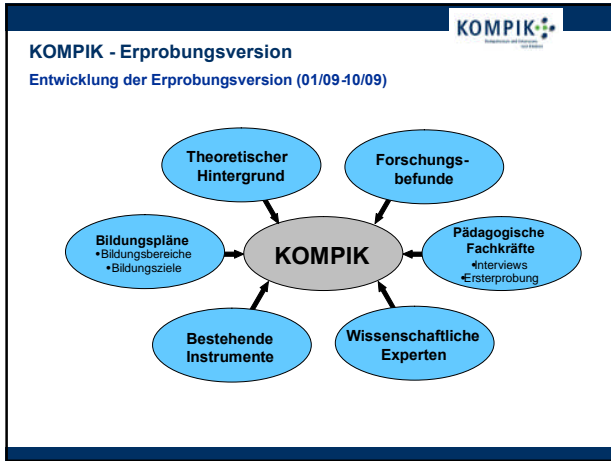 KOMPIK
KOMPIK - Erprobungsversion
Entwicklung der Erprobungsversion (01/09-10/09)
Theoretischer
Hintergrund
Forschungs-
befunde
Bildungspläne
•Bildungsbereiche
•Bildungsziele
KOMPIK
Pädagogische
Fachkräfte
•Interviews
•Ersterprobung
Bestehende
Instrumente
Wissenschaftliche
Experten